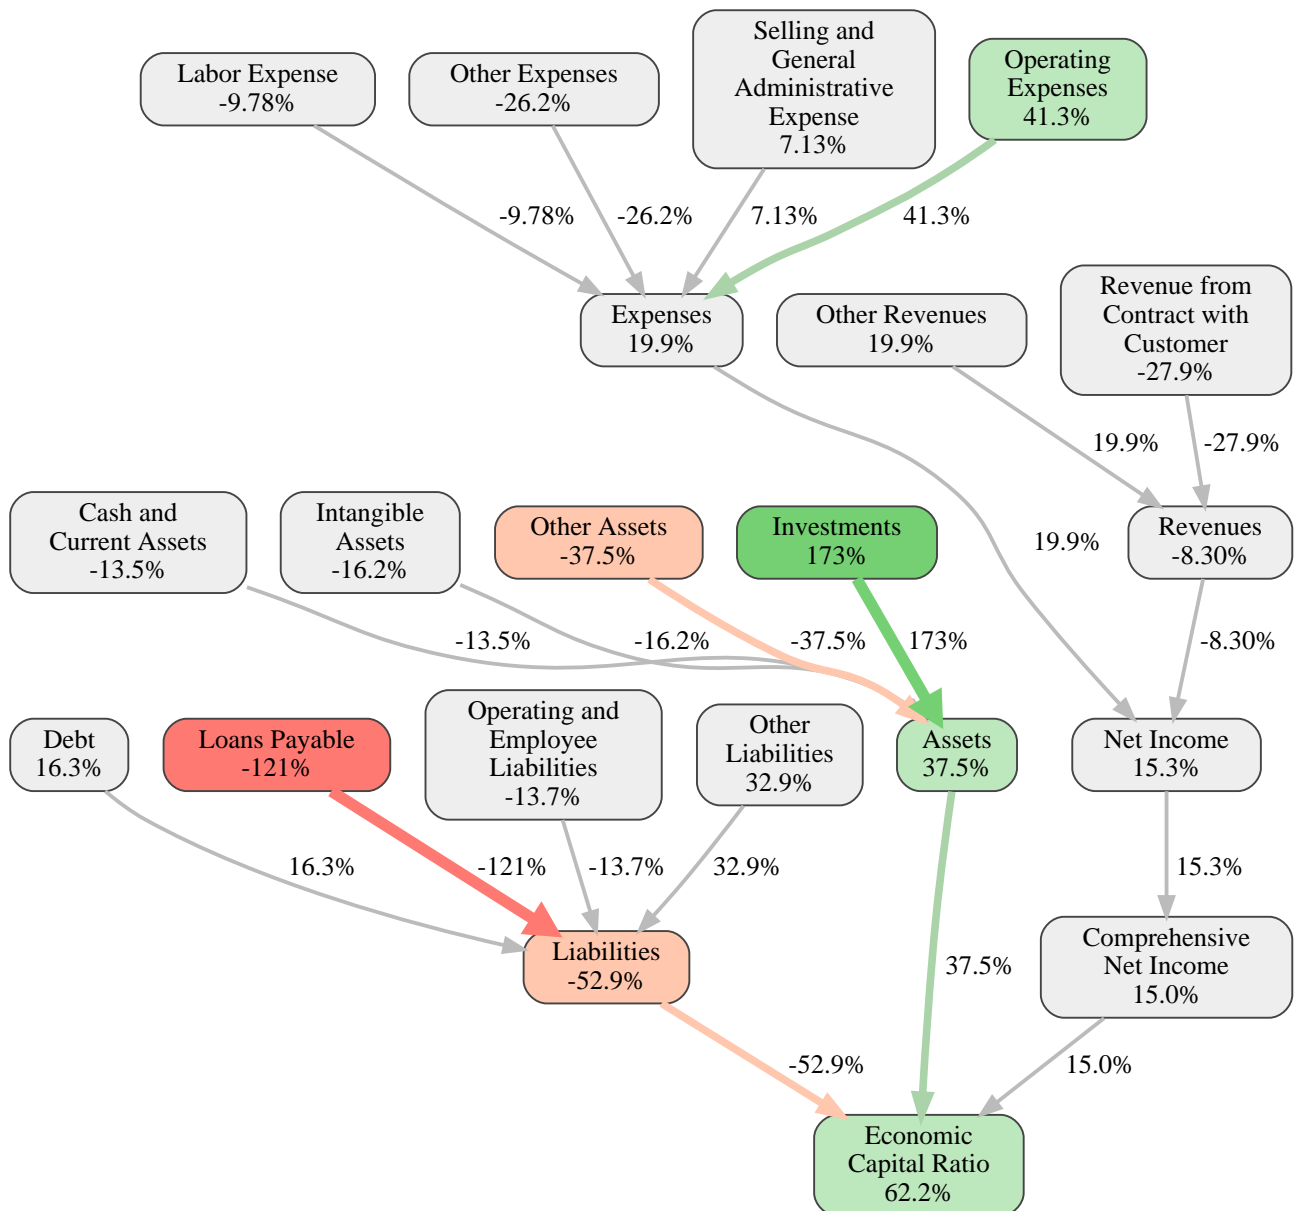 Labor Expense
-9.78%
Other Expenses
-26.2%
Selling and
General
Administrative
Expense
7.13%
Operating
Expenses
41.3%
-9.78%
-26.2%
7.13%
41.3%
Expenses
19.9%
Other Revenues
19.9%
Revenue from
Contract with
Customer
-27.9%
19.9%
-27.9%
Cash and
Current Assets
-13.5%
Intangible
Assets
-16.2%
Other Assets
-37.5%
Investments
173%
19.9%
Revenues
-8.30%
-13.5%
-16.2%
-37.5%
173%
-8.30%
Debt
16.3%
Loans Payable
-121%
Operating and
Employee
Liabilities
-13.7%
Other
Liabilities
32.9%
Assets
37.5%
Net Income
15.3%
16.3%
-121%
-13.7%
32.9%
15.3%
Liabilities
-52.9%
37.5%
Comprehensive
Net Income
15.0%
-52.9%
15.0%
Economic
Capital Ratio
62.2%